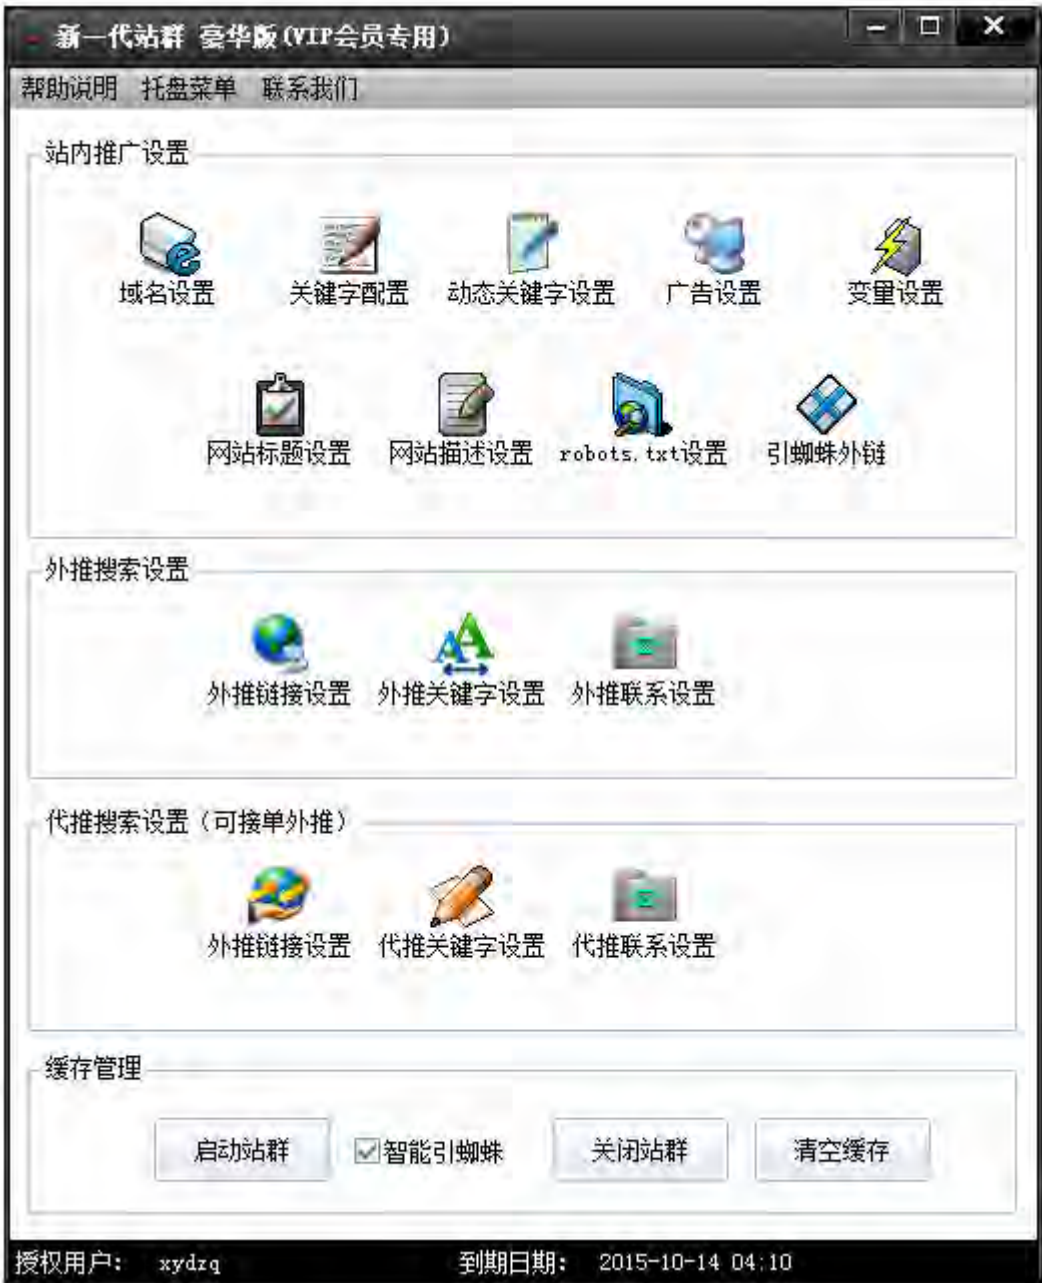 新一代站群 豪华版(VIP会员专用)
帮助说明 托盘菜单 联系我们
站内推广设置
域名设置 关键字配置 动态关键字设置 广告设置 变量设置
网站标题设置 网站描述设置 robots.txt设置 引蜘蛛外链
外推搜索设置
外推链接设置 外推关键字设置 外推联系设置
代推搜索设置（可接单外推）
外推链接设置 代推关键字设置 代推联系设置
缓存管理
启动站群 智能引蜘蛛 关闭站群 清空缓存
授权用户： xydzq 到期日期： 2015-10-14 04:10